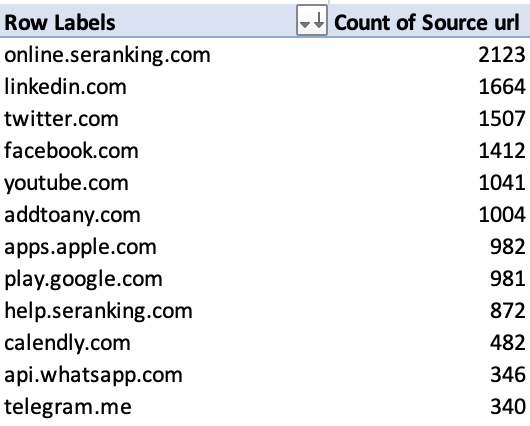 Row Labels Count of Source url
online.seranking.com 2123
linkedin.com 1664
twitter.com 1507
facebook.com 1412
youtube.com 1041
addtoany.com 1004
apps.apple.com 982
play.google.com 981
help.seranking.com 872
calendly.com 482
api.whatsapp.com 346
telegram.me 340